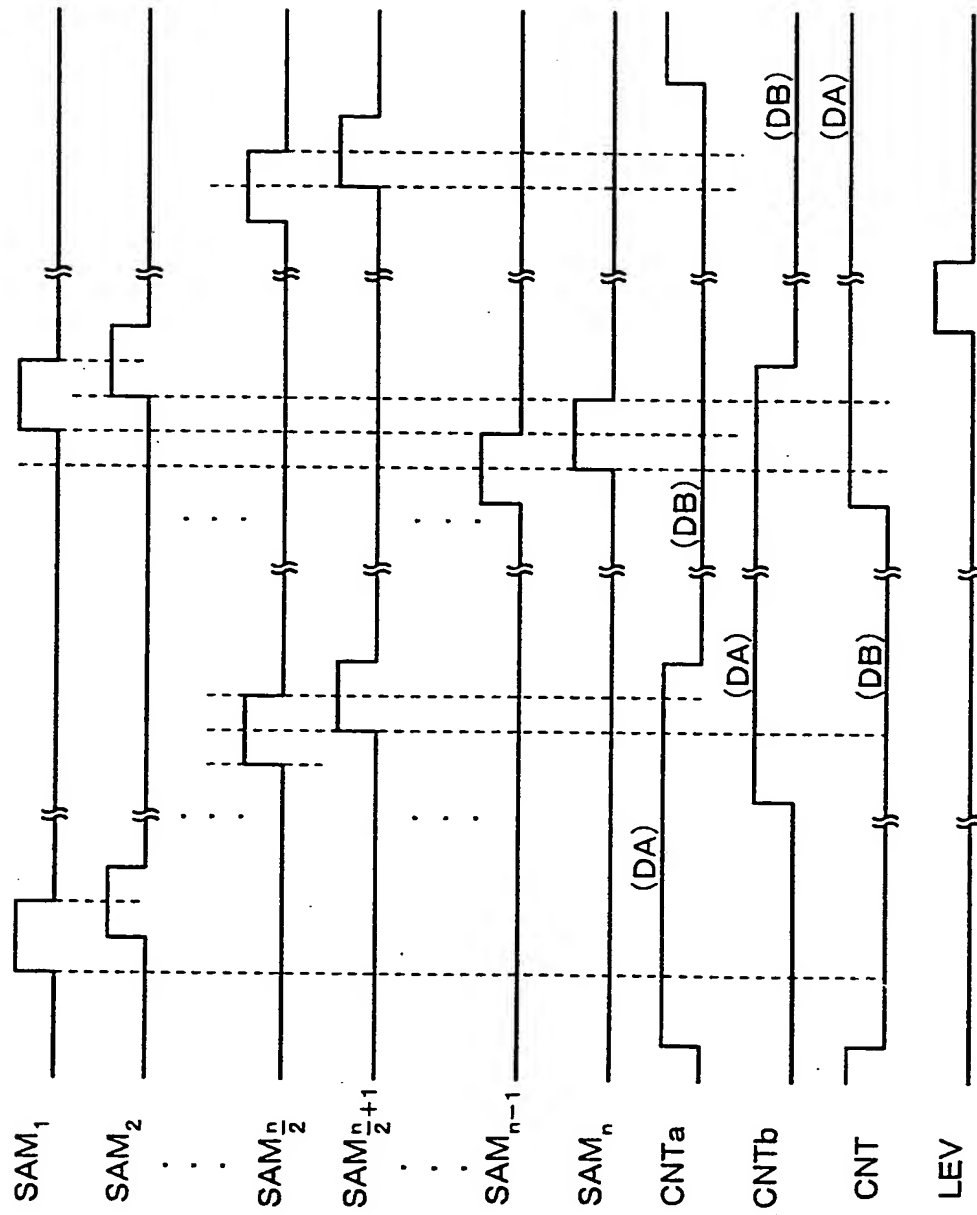 SAM₁
SAM₂
. . .
SAMₙ⁄₂
SAMₙ⁄₂₊₁
. . .
SAMₙ₋₁
SAMₙ
CNTa (DA) (DB)
CNTb (DA) (DB)
CNT (DB) (DA)
LEV